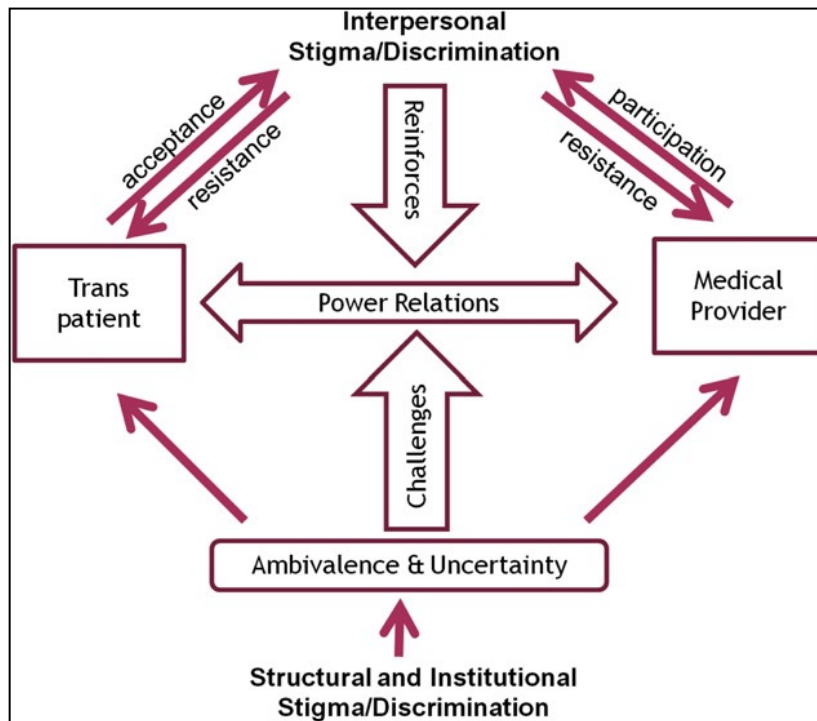 Interpersonal
Stigma/Discrimination
acceptance
resistance
Reinforces
participation
resistance
Trans
patient
Power Relations
Medical
Provider
Challenges
Ambivalence & Uncertainty
Structural and Institutional
Stigma/Discrimination